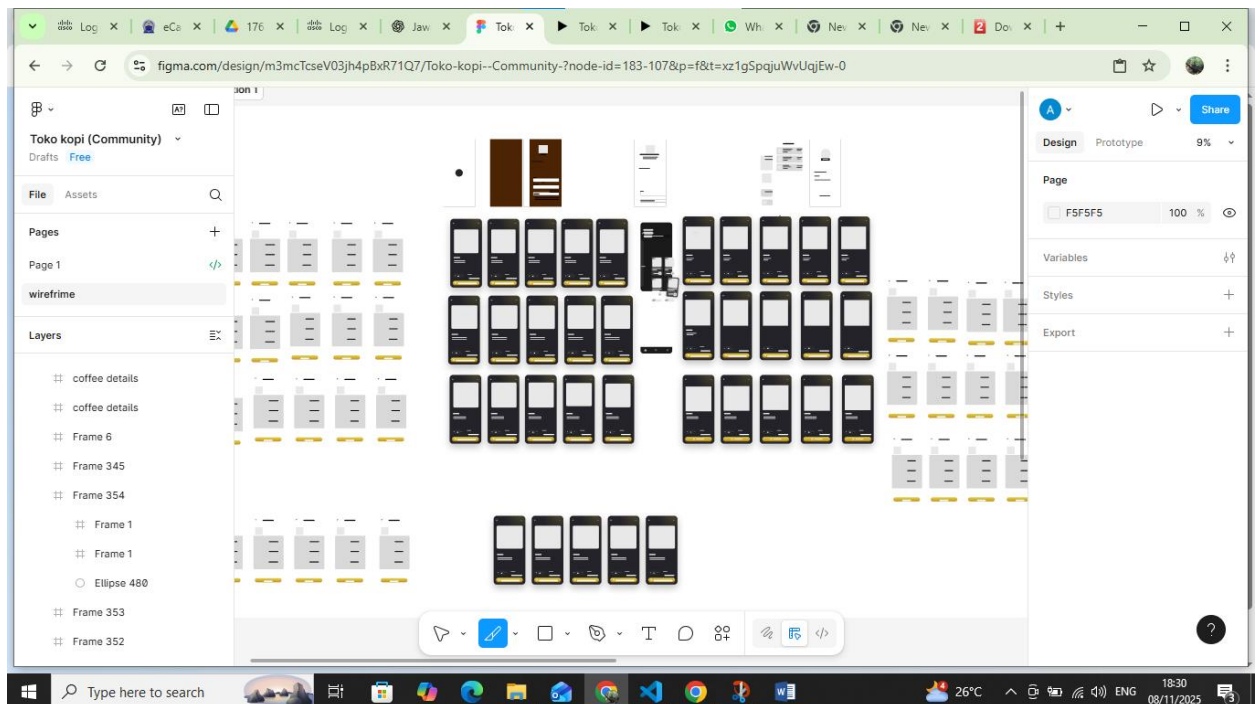 Log
eCa
176
Log
Jaw
Tok
Tok
Tok
Wh
Nev
Nev
Dov
figma.com/design/m3mcTcseV03jh4pBxR71Q7/Toko-kopi--Community-?node-id=183-107&p=f&t=xz1gSpqjuWvUqjEw-0
ion 1
A?
A
Share
Toko kopi (Community)
Drafts Free
Design Prototype 9%
File Assets
Page
Pages
F5F5F5 100 %
Page 1
Variables
wirefrime
Styles
Layers
Export
coffee details
coffee details
Frame 6
Frame 345
Frame 354
Frame 1
Frame 1
Ellipse 480
Frame 353
Frame 352
?
Type here to search
26°C
ENG
18:30
08/11/2025
3